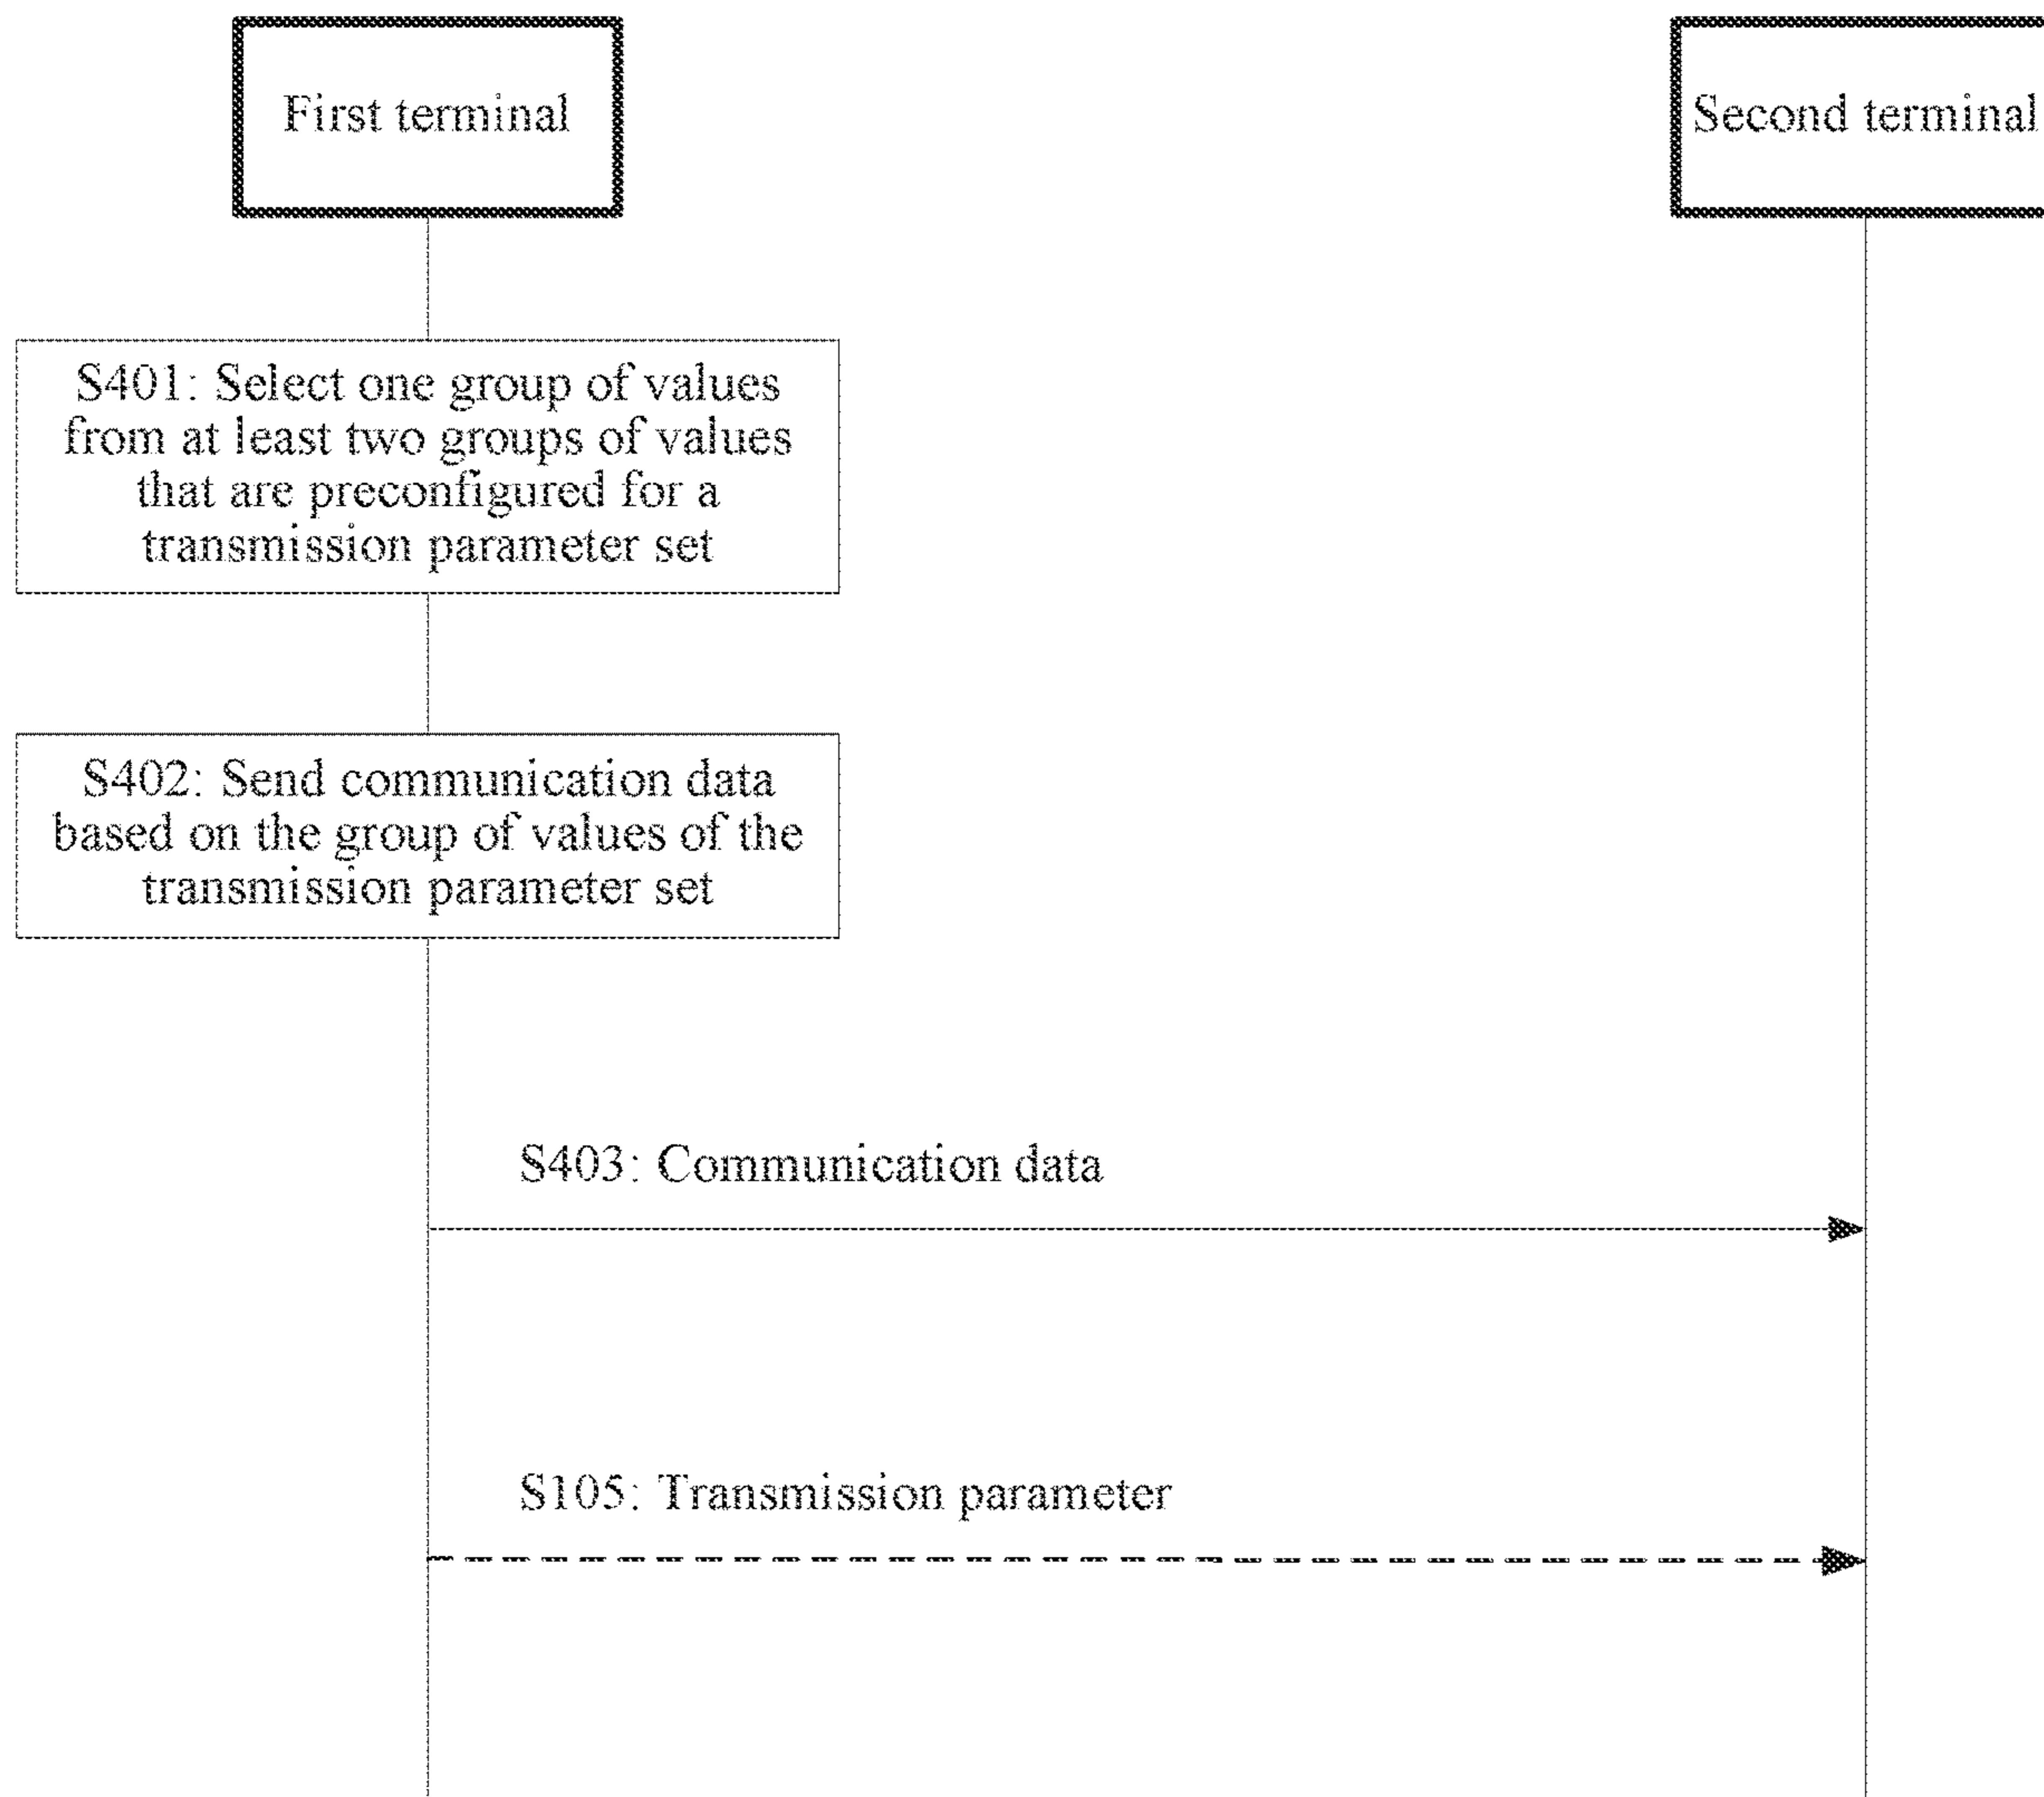 First terminal
Second terminal
S401: Select one group of values
from at least two groups of values
that are preconfigured for a
transmission parameter set
S402: Send communication data
based on the group of values of the
transmission parameter set
S403: Communication data
S105: Transmission parameter